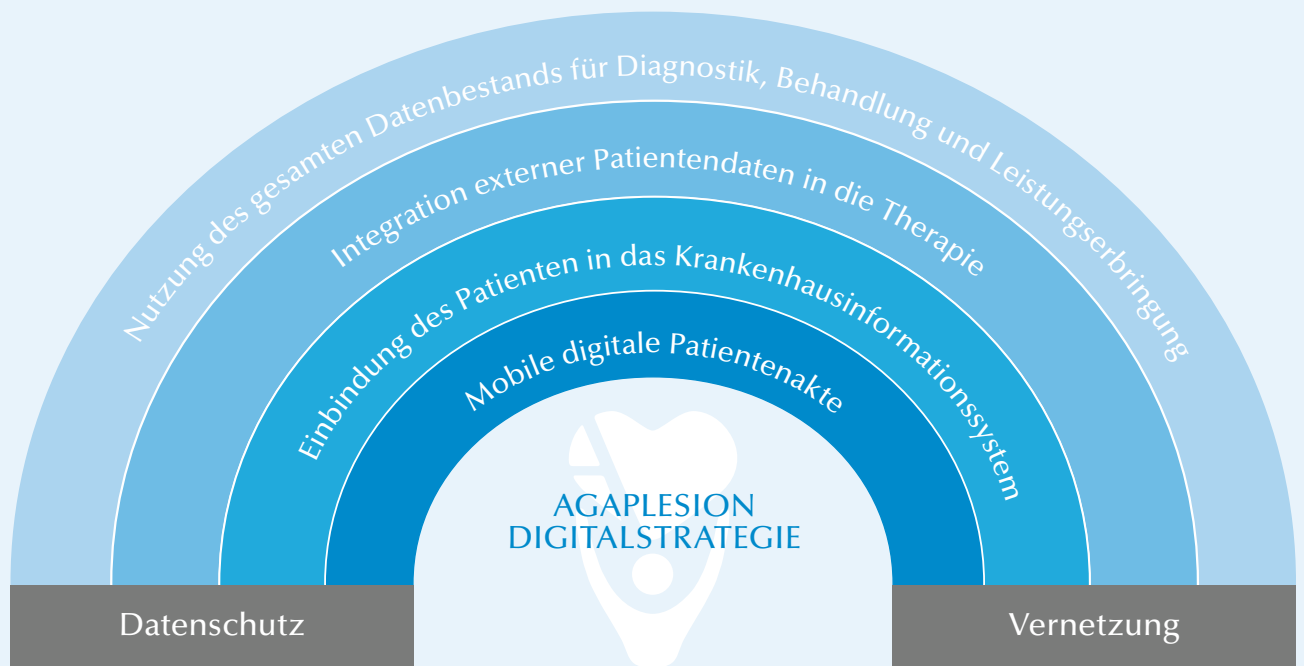 Nutzung des gesamten Datenbestands für Diagnostik, Behandlung und Leistungserbringung
Integration externer Patientendaten in die Therapie
Einbindung des Patienten in das Krankenhausinformationssystem
Mobile digitale Patientenakte
AGAPLESION
DIGITALSTRATEGIE
Datenschutz
Vernetzung